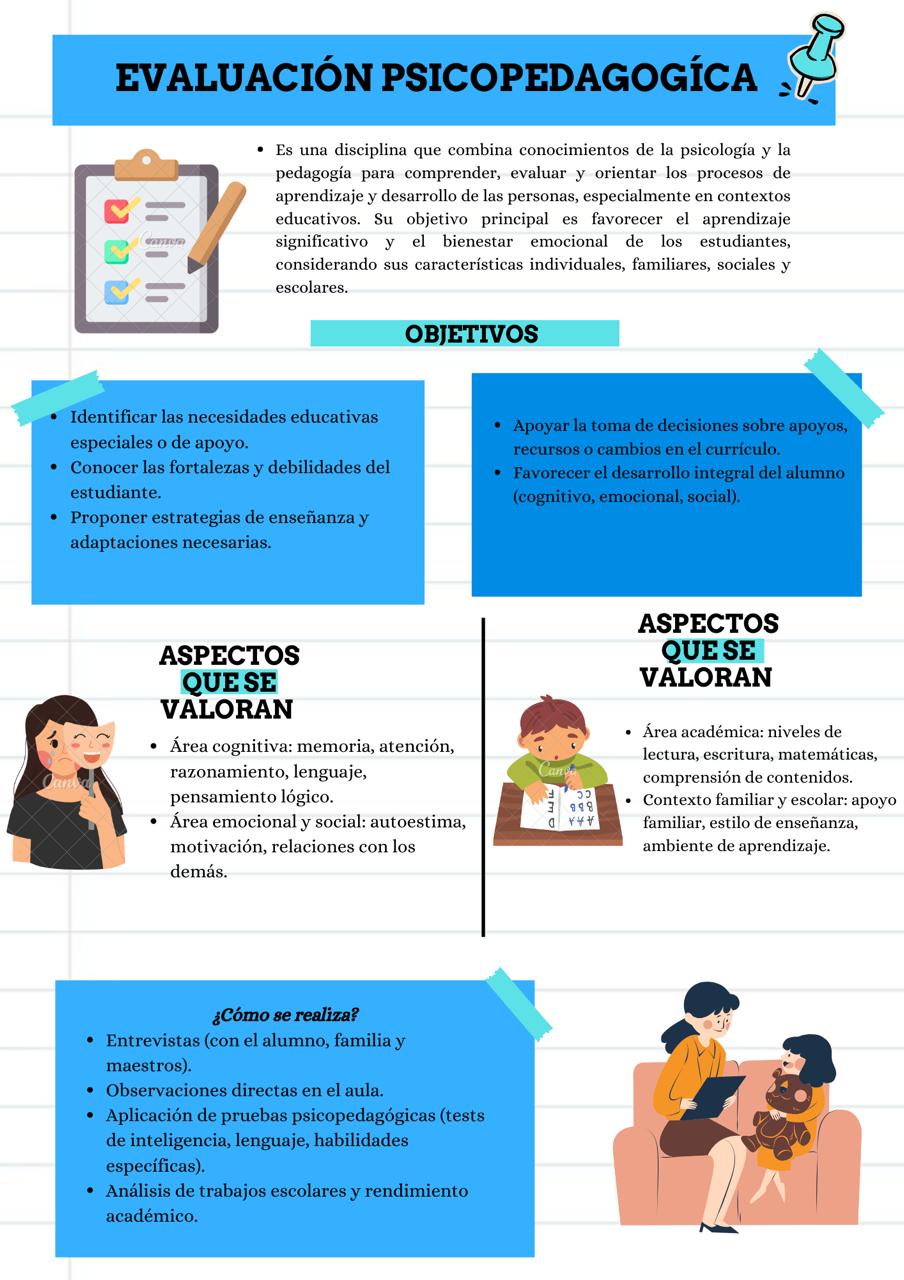 EVALUACIÓN PSICOPEDAGOGÍCA
• Es una disciplina que combina conocimientos de la psicología y la
pedagogía para comprender, evaluar y orientar los procesos de
aprendizaje y desarrollo de las personas, especialmente en contextos
educativos. Su objetivo principal es favorecer el aprendizaje
significativo y el bienestar emocional de los estudiantes,
considerando sus características individuales, familiares, sociales y
escolares.
Canva
OBJETIVOS
• Identificar las necesidades educativas
especiales o de apoyo.
• Conocer las fortalezas y debilidades del
estudiante.
• Proponer estrategias de enseñanza y
adaptaciones necesarias.
• Apoyar la toma de decisiones sobre apoyos,
recursos o cambios en el currículo.
• Favorecer el desarrollo integral del alumno
(cognitivo, emocional, social).
ASPECTOS
QUE SE
VALORAN
• Área cognitiva: memoria, atención,
razonamiento, lenguaje,
pensamiento lógico.
• Área emocional y social: autoestima,
motivación, relaciones con los
demás.
Canva
ASPECTOS
QUE SE
VALORAN
• Área académica: niveles de
lectura, escritura, matemáticas,
comprensión de contenidos.
• Contexto familiar y escolar: apoyo
familiar, estilo de enseñanza,
ambiente de aprendizaje.
Canva
¿Cómo se realiza?
• Entrevistas (con el alumno, familia y
maestros).
• Observaciones directas en el aula.
• Aplicación de pruebas psicopedagógicas (tests
de inteligencia, lenguaje, habilidades
específicas).
• Análisis de trabajos escolares y rendimiento
académico.